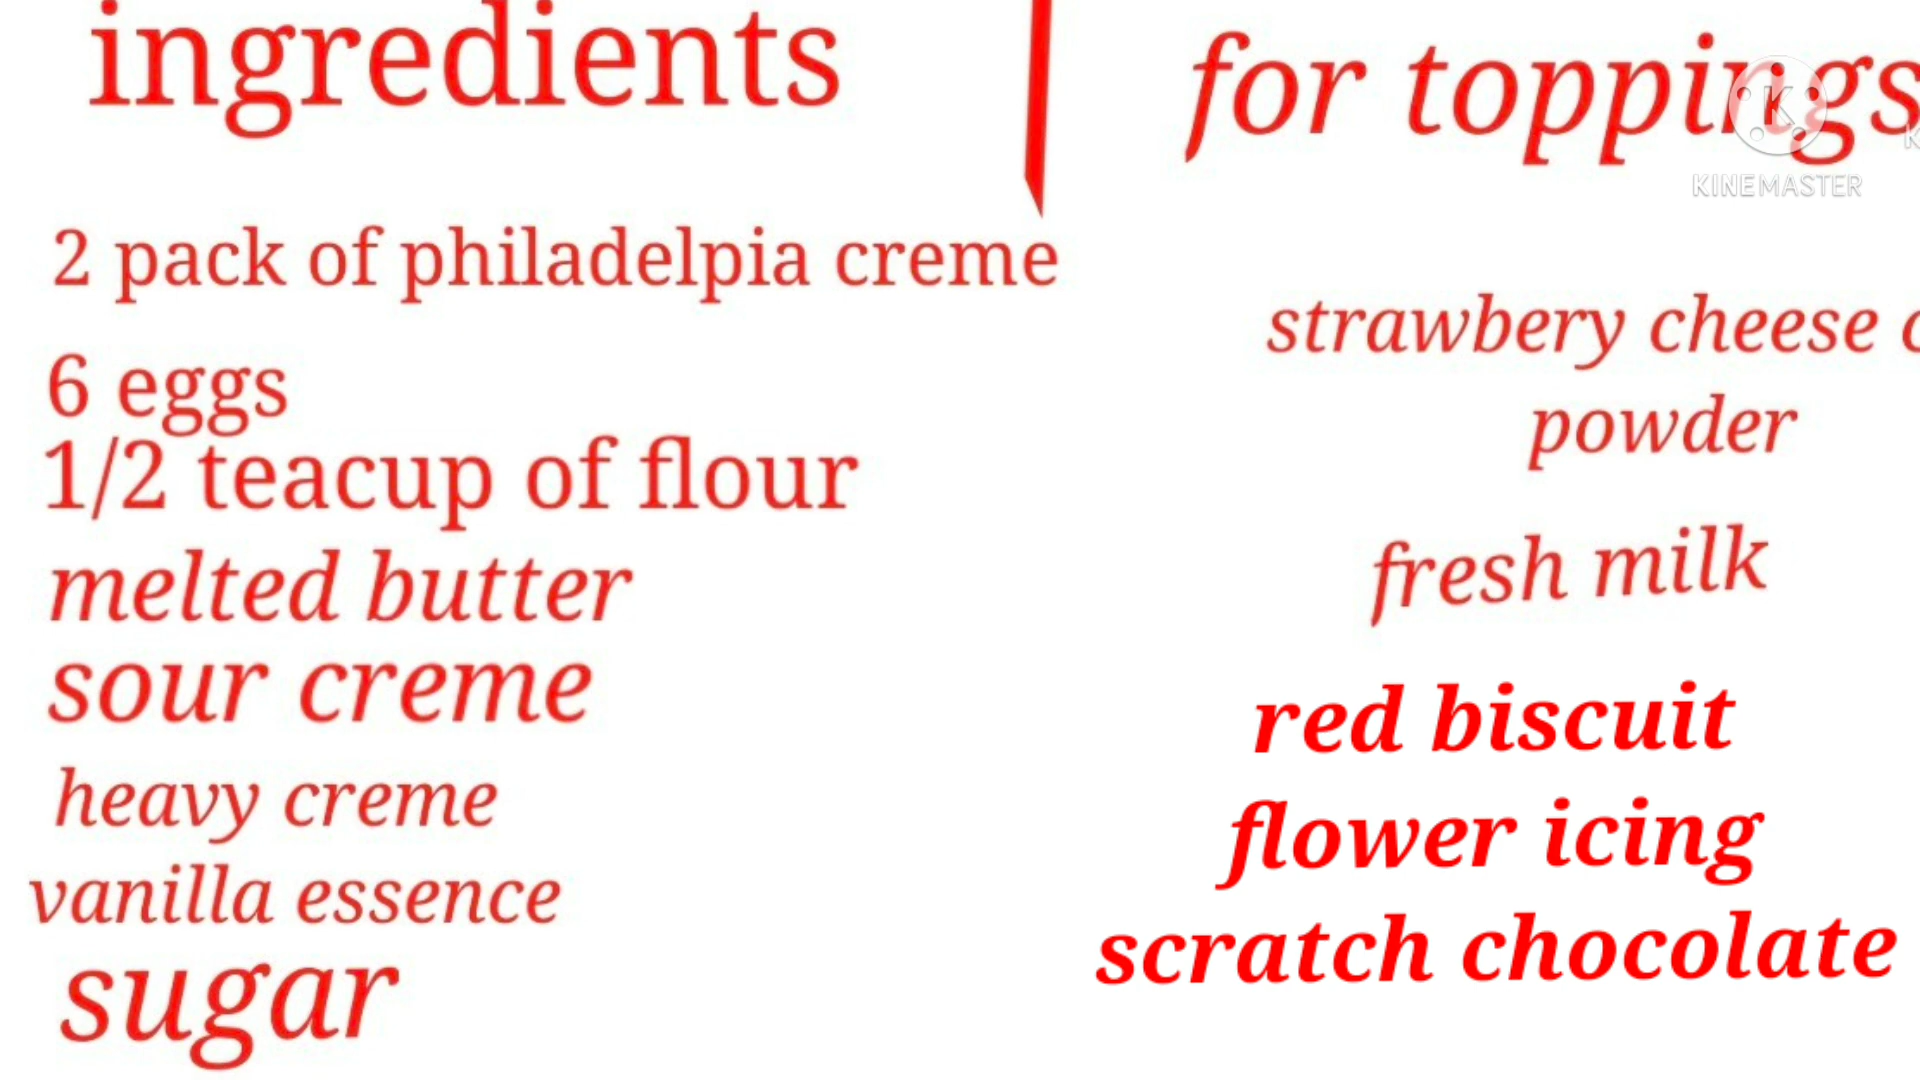 ingredients
2 pack of philadelpia creme
6 eggs
1/2 teacup of flour
melted butter
sour creme
heavy creme
vanilla essence
sugar
for toppings
KINEMASTER
strawbery cheese
powder
fresh milk
red biscuit
flower icing
scratch chocolate